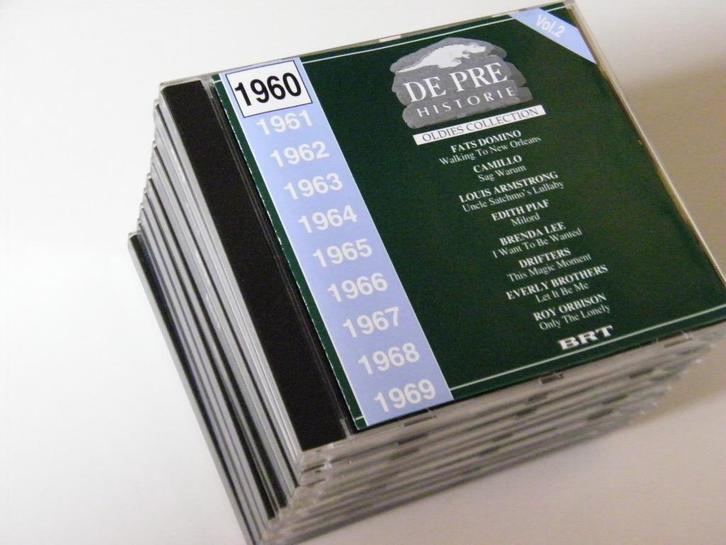 1960
1961
1962
1963
1964
1965
1966
1967
1968
1969
Vol.2
DE PRE
HISTORIE
OLDIES COLLECTION
FATS DOMINO
Walking To New Orleans
CAMILLO
Sag Warum
LOUIS ARMSTRONG
Uncle Satchmo's Lullaby
EDITH PIAF
Milord
BRENDA LEE
I Want To Be Wanted
DRIFTERS
This Magic Moment
EVERLY BROTHERS
Let It Be Me
ROY ORBISON
Only The Lonely
BRT